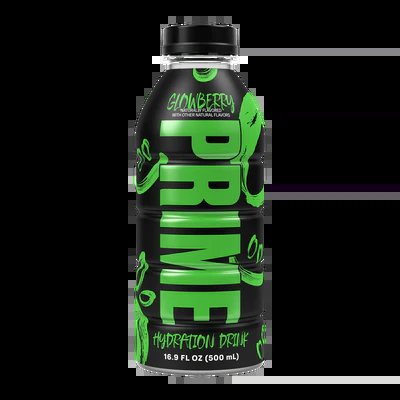 GLOWBERRY
NATURALLY FLAVORED
WITH OTHER NATURAL FLAVORS
PRIME
HYDRATION DRINK
16.9 FL OZ (500 mL)